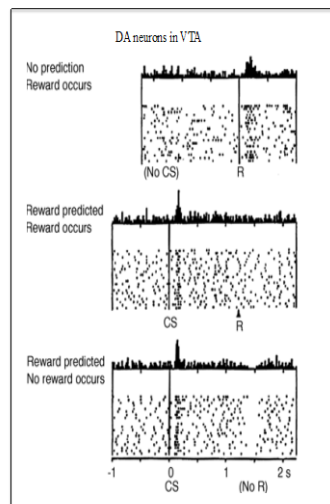 DA neurons in VTA
No prediction
Reward occurs
(No CS) R
Reward predicted
Reward occurs
CS R
Reward predicted
No reward occurs
-1 0 1 2 s
CS (No R)